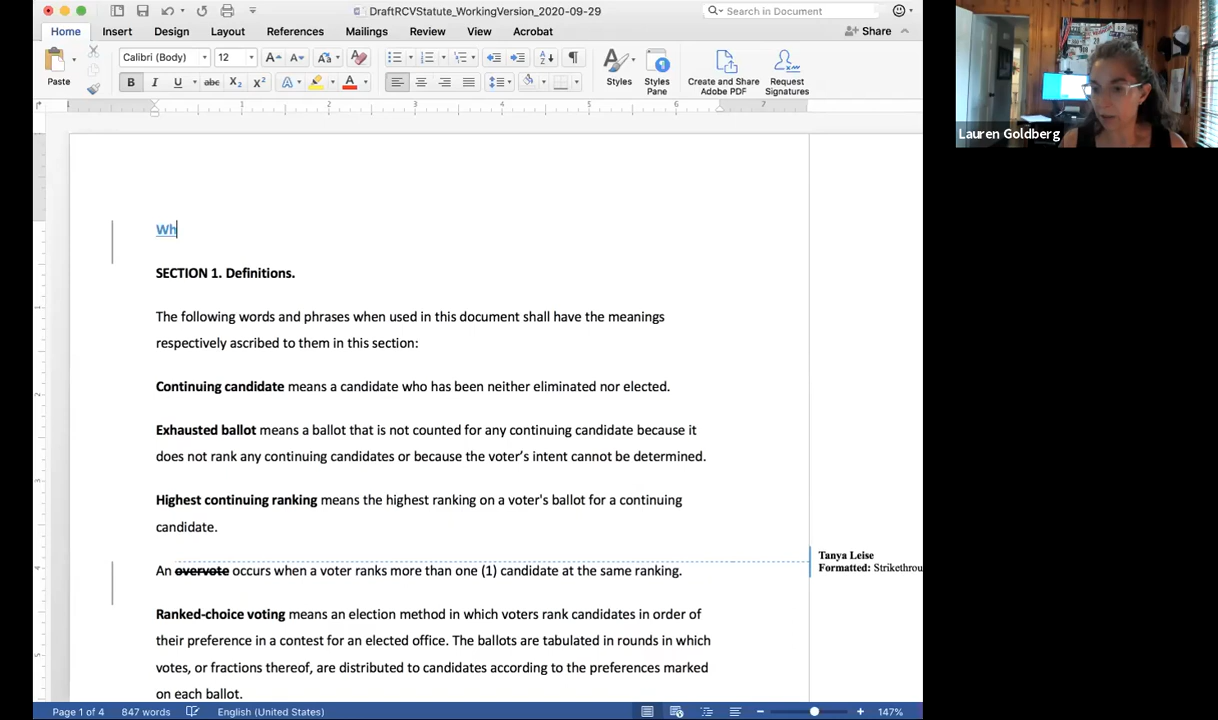 DraftRCVStatute_WorkingVersion_2020-09-29
Search in Document
Home Insert Design Layout References Mailings Review View Acrobat Share
Calibri (Body) 12
Paste
Styles
Styles Pane
Create and Share Adobe PDF
Request Signatures
1 1 2 3 4 5 6 7
Lauren Goldberg
Wh
SECTION 1. Definitions.
The following words and phrases when used in this document shall have the meanings
respectively ascribed to them in this section:
Continuing candidate means a candidate who has been neither eliminated nor elected.
Exhausted ballot means a ballot that is not counted for any continuing candidate because it
does not rank any continuing candidates or because the voter’s intent cannot be determined.
Highest continuing ranking means the highest ranking on a voter's ballot for a continuing
candidate.
An overvote occurs when a voter ranks more than one (1) candidate at the same ranking.
Tanya Leise
Formatted: Strikethrou
Ranked-choice voting means an election method in which voters rank candidates in order of
their preference in a contest for an elected office. The ballots are tabulated in rounds in which
votes, or fractions thereof, are distributed to candidates according to the preferences marked
on each ballot.
Page 1 of 4 847 words English (United States) 147%